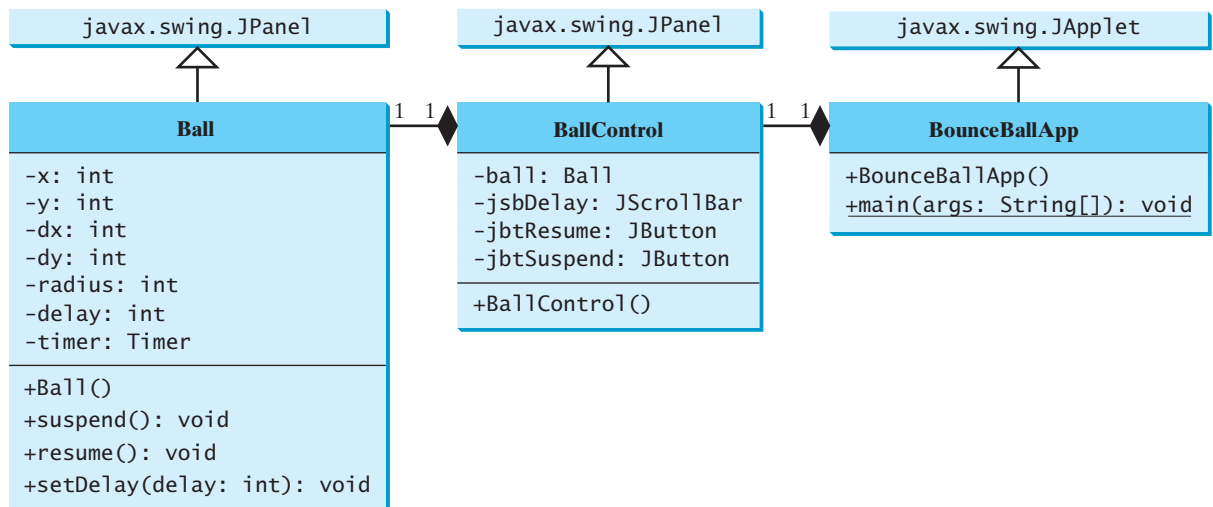 javax.swing.JPanel
javax.swing.JPanel
javax.swing.JApplet
Ball
-x: int
-y: int
-dx: int
-dy: int
-radius: int
-delay: int
-timer: Timer
+Ball()
+suspend(): void
+resume(): void
+setDelay(delay: int): void
1
1
BallControl
-ball: Ball
-jsbDelay: JScrollBar
-jbtResume: JButton
-jbtSuspend: JButton
+BallControl()
1
1
BounceBallApp
+BounceBallApp()
+main(args: String[]): void